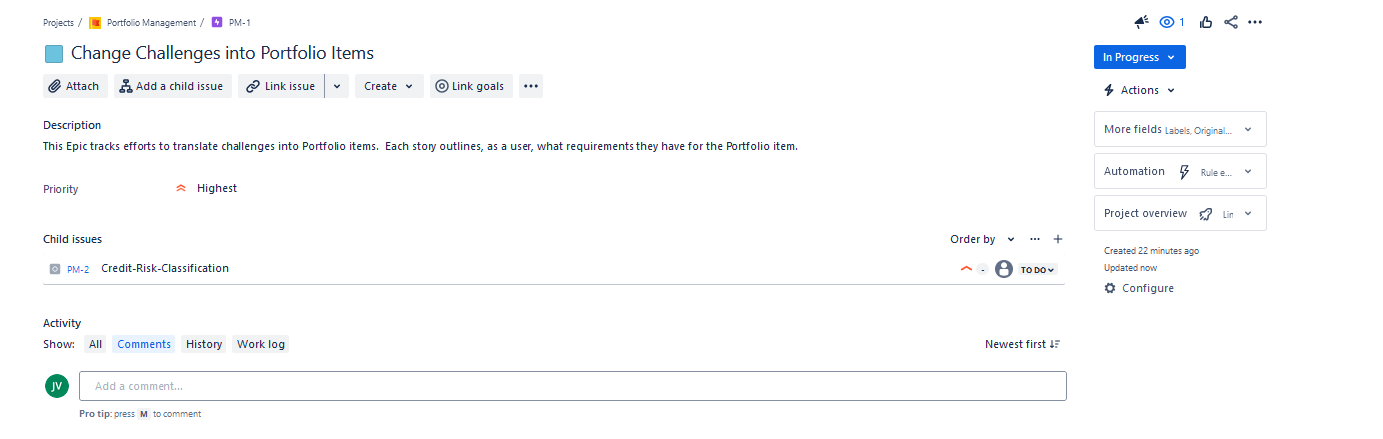 Projects / Portfolio Management / PM-1
1
Change Challenges into Portfolio Items
In Progress
Attach Add a child issue Link issue Create Link goals
Actions
Description
This Epic tracks efforts to translate challenges into Portfolio items. Each story outlines, as a user, what requirements they have for the Portfolio item.
More fields Labels, Original...
Automation Rule e...
Priority Highest
Project overview Lin
Child issues Order by
Created 22 minutes ago
PM-2 Credit-Risk-Classification - TO DO
Updated now
Configure
Activity
Show: All Comments History Work log Newest first
JV Add a comment...
Pro tip: press M to comment